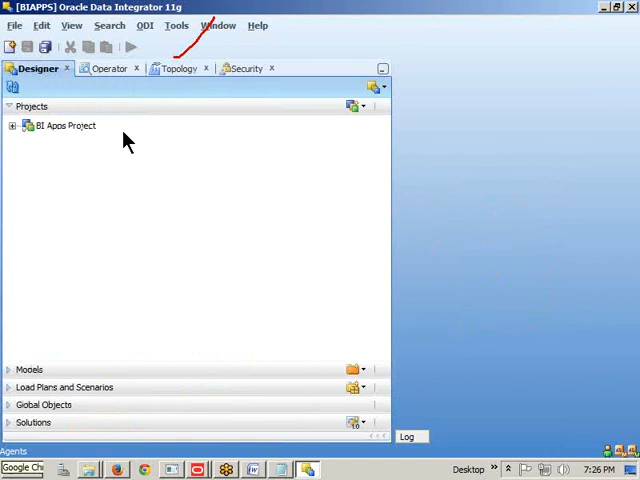 [BIAPPS] Oracle Data Integrator 11g
File Edit View Search ODI Tools Window Help
Designer x Operator x Topology x Security x
Projects
BI Apps Project
Models
Load Plans and Scenarios
Global Objects
Solutions
Log
Agents
Google Ch
Desktop » 7:26 PM